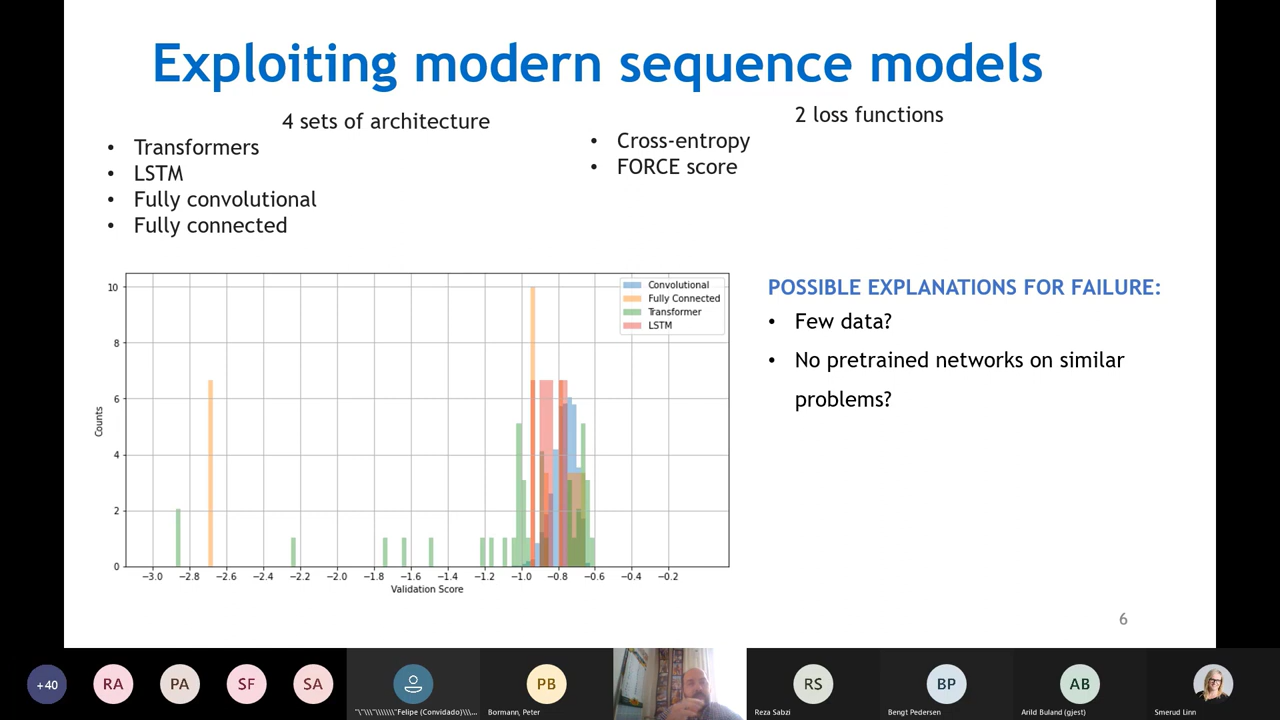 Exploiting modern sequence models
4 sets of architecture
• Transformers
• LSTM
• Fully convolutional
• Fully connected
2 loss functions
• Cross-entropy
• FORCE score
10
8
6
4
2
0
Counts
Convolutional
Fully Connected
Transformer
LSTM
−3.0 −2.8 −2.6 −2.4 −2.2 −2.0 −1.8 −1.6 −1.4 −1.2 −1.0 −0.8 −0.6 −0.4 −0.2
Validation Score
POSSIBLE EXPLANATIONS FOR FAILURE:
• Few data?
• No pretrained networks on similar
problems?
6
+40 RA PA SF SA PB RS BP AB
Felipe (Convidado) Bormann, Peter Reza Sabzi Bengt Pedersen Arild Buland (gjest) Smerud Linn